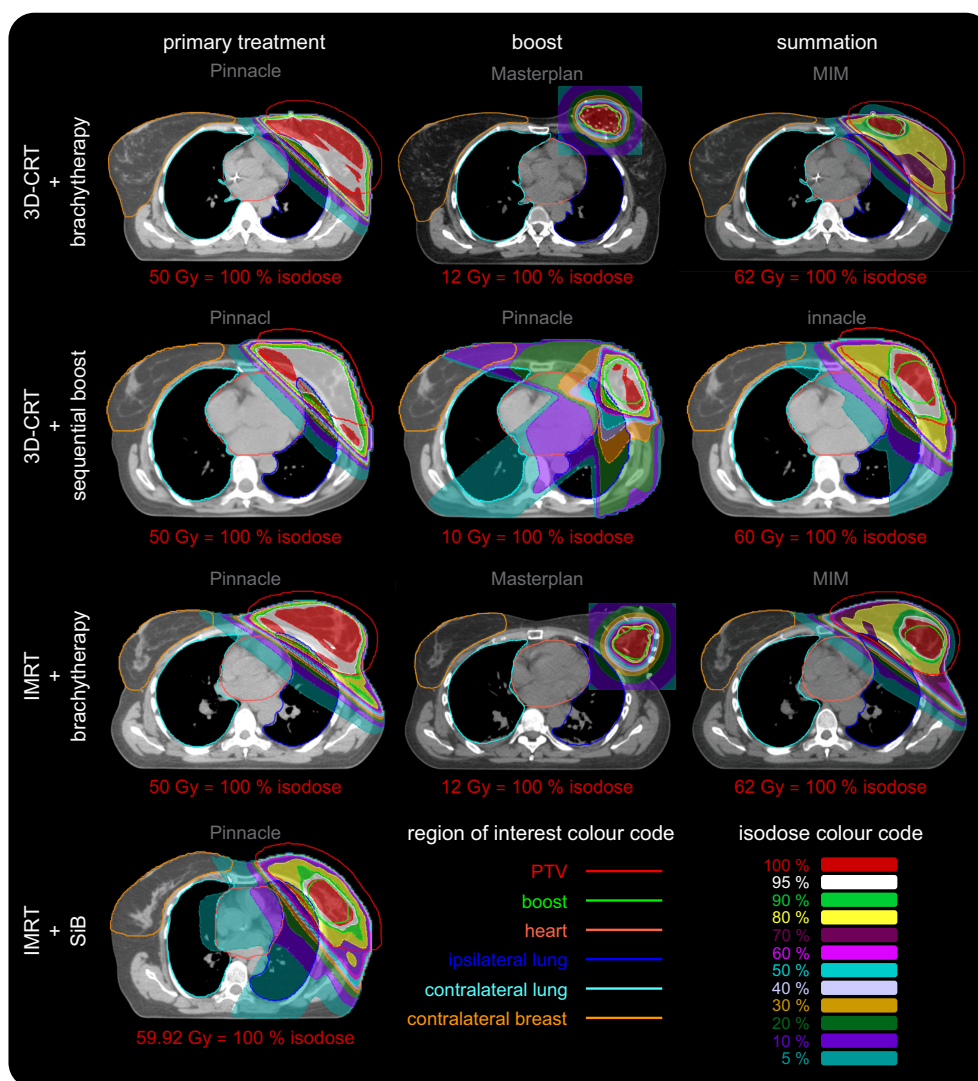 primary treatment
boost
summation
Pinnacle
Masterplan
MIM
3D-CRT
+
brachytherapy
50 Gy = 100 % isodose
12 Gy = 100 % isodose
62 Gy = 100 % isodose
Pinnacl
Pinnacle
innacle
3D-CRT
+
sequential boost
50 Gy = 100 % isodose
10 Gy = 100 % isodose
60 Gy = 100 % isodose
Pinnacle
Masterplan
MIM
IMRT
+
brachytherapy
50 Gy = 100 % isodose
12 Gy = 100 % isodose
62 Gy = 100 % isodose
Pinnacle
IMRT
+
SiB
59.92 Gy = 100 % isodose
region of interest colour code
PTV
boost
heart
ipsilateral lung
contralateral lung
contralateral breast
isodose colour code
100 %
95 %
90 %
80 %
70 %
60 %
50 %
40 %
30 %
20 %
10 %
5 %